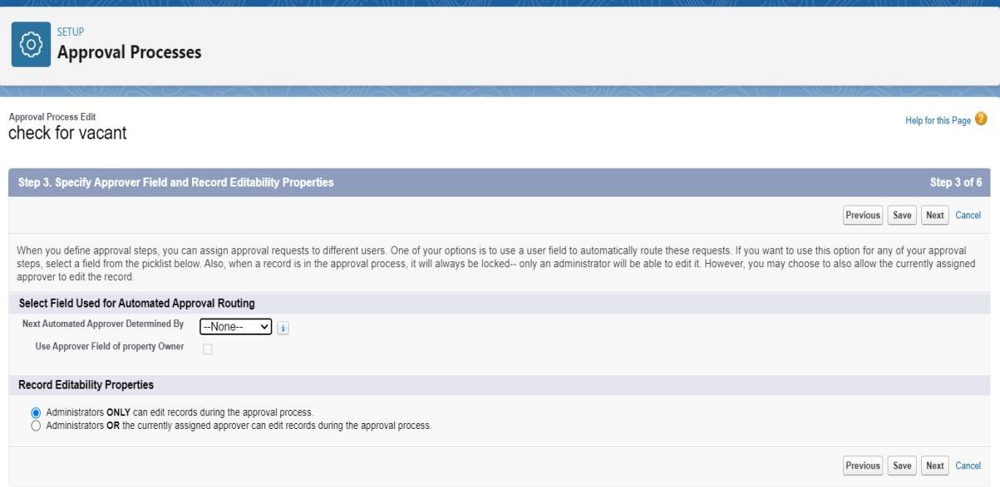 SETUP
Approval Processes
Approval Process Edit
check for vacant
Help for this Page ?
Step 3. Specify Approver Field and Record Editability Properties
Step 3 of 6
Previous Save Next Cancel
When you define approval steps, you can assign approval requests to different users. One of your options is to use a user field to automatically route these requests. If you want to use this option for any of your approval
steps, select a field from the picklist below. Also, when a record is in the approval process, it will always be locked-- only an administrator will be able to edit it. However, you may choose to also allow the currently assigned
approver to edit the record.
Select Field Used for Automated Approval Routing
Next Automated Approver Determined By --None-- i
Use Approver Field of property Owner
Record Editability Properties
Administrators ONLY can edit records during the approval process.
Administrators OR the currently assigned approver can edit records during the approval process.
Previous Save Next Cancel